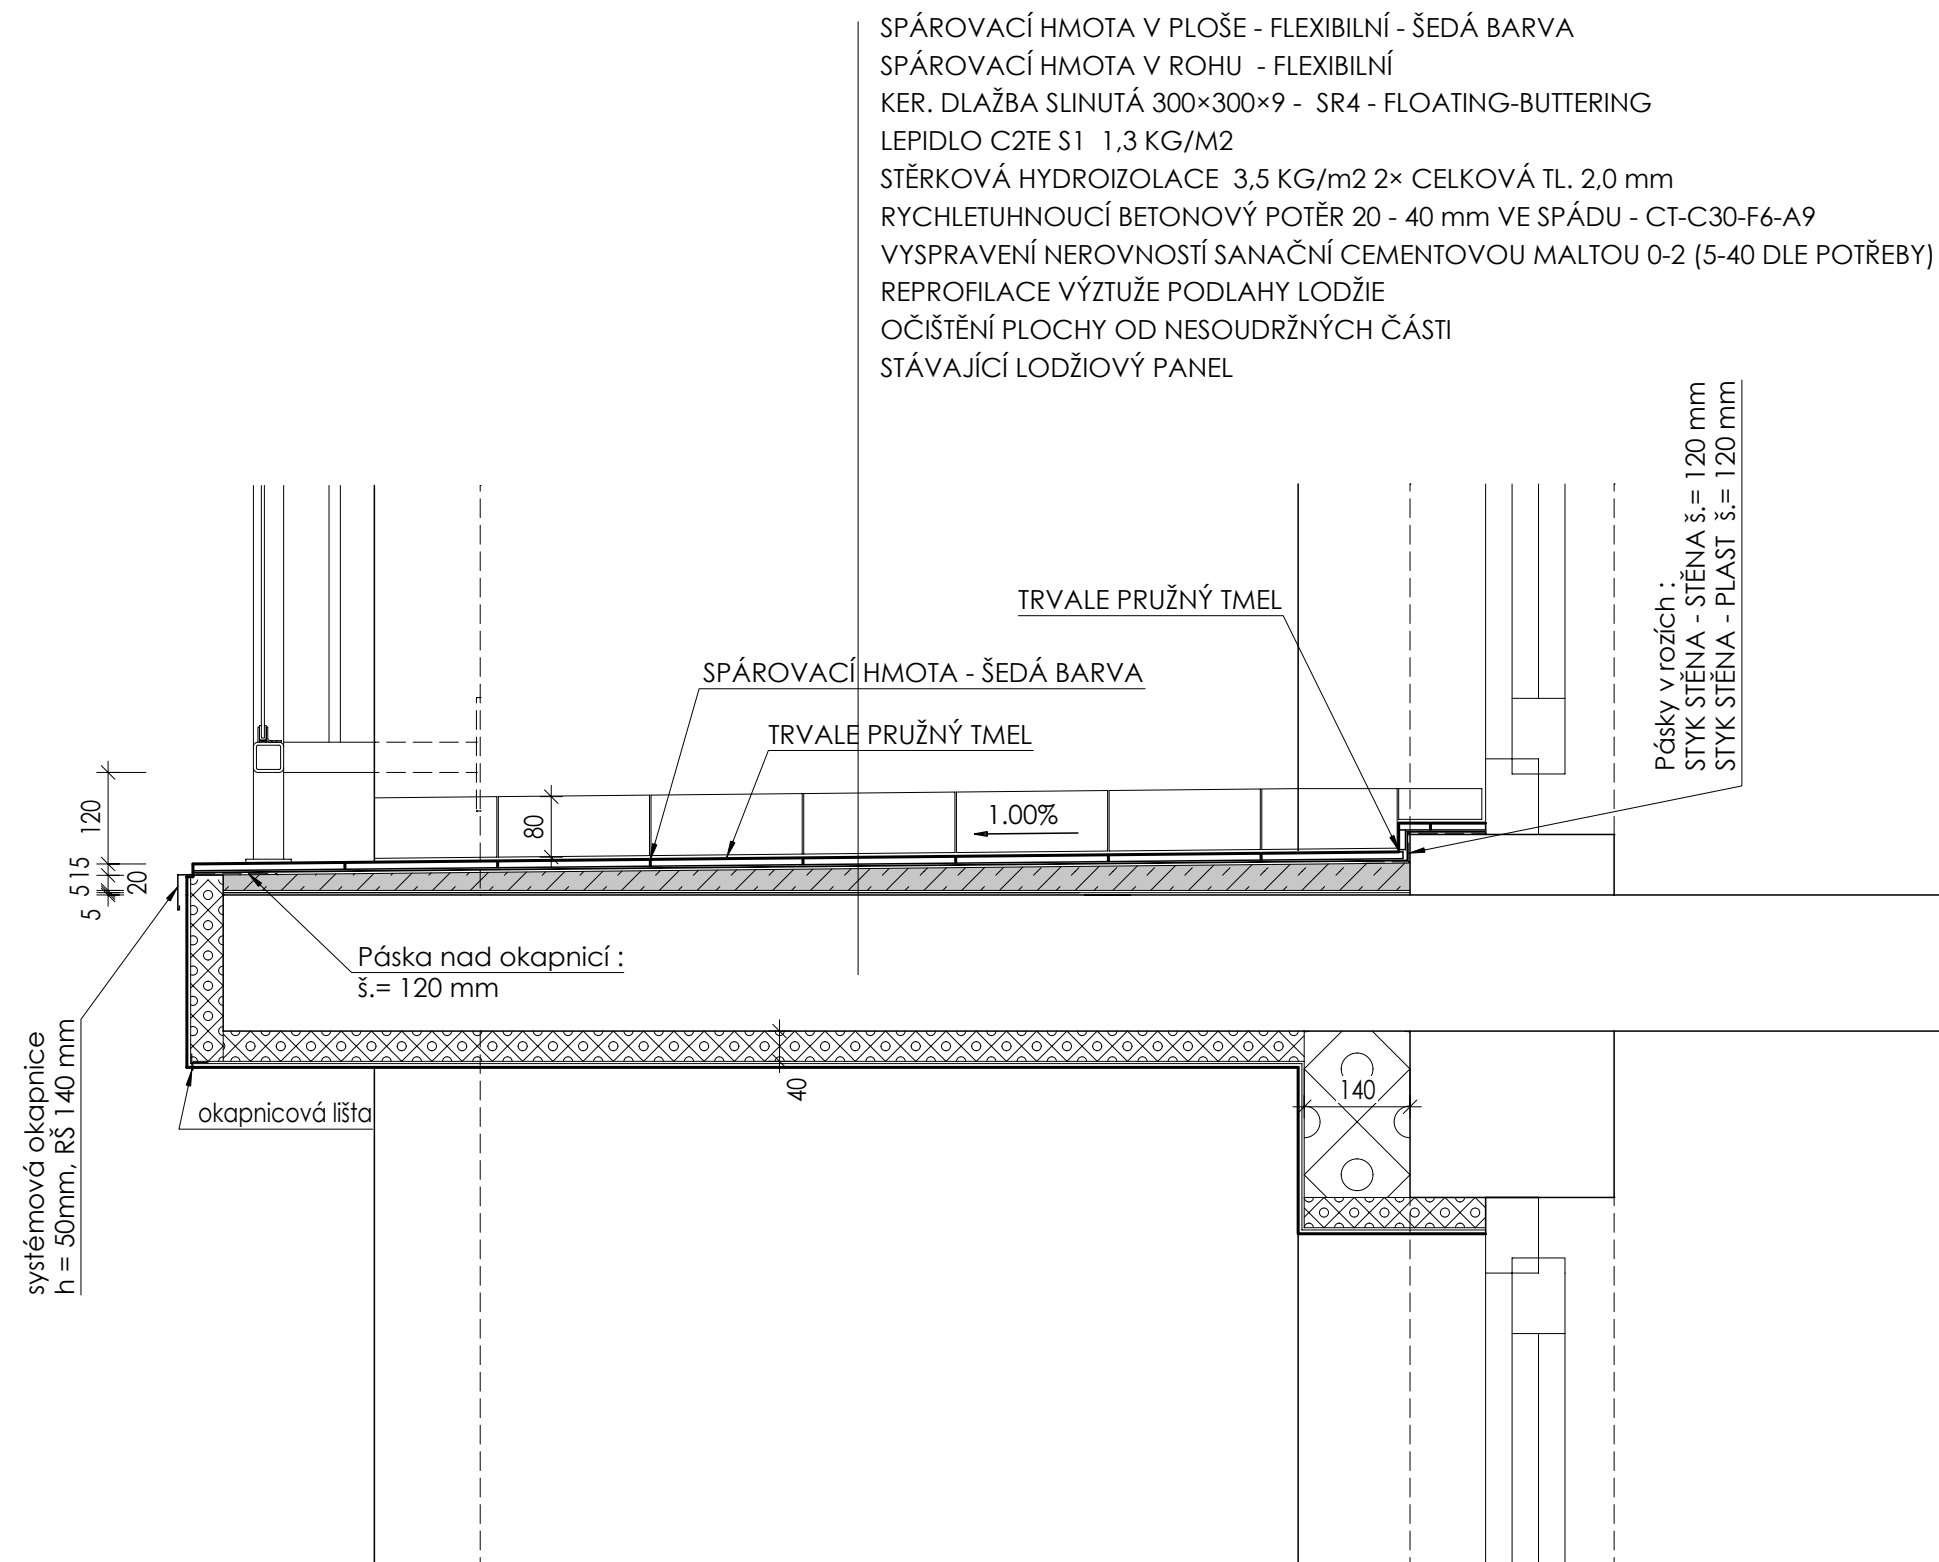 SPÁROVACÍ HMOTA V PLOŠE - FLEXIBILNÍ - ŠEDÁ BARVA
SPÁROVACÍ HMOTA V ROHU - FLEXIBILNÍ
KER. DLAŽBA SLINUTÁ 300×300×9 - SR4 - FLOATING-BUTTERING
LEPIDLO C2TE S1 1,3 KG/M2
STĚRKOVÁ HYDROIZOLACE 3,5 KG/m2 2× CELKOVÁ TL. 2,0 mm
RYCHLETUHNOUCÍ BETONOVÝ POTĚR 20 - 40 mm VE SPÁDU - CT-C30-F6-A9
VYSPRAVENÍ NEROVNOSTÍ SANAČNÍ CEMENTOVOU MALTOU 0-2 (5-40 DLE POTŘEBY)
REPROFILACE VÝZTUŽE PODLAHY LODŽIE
OČIŠTĚNÍ PLOCHY OD NESOUDRŽNÝCH ČÁSTI
STÁVAJÍCÍ LODŽIOVÝ PANEL
Pásky v rozích :
STYK STĚNA - STĚNA š.= 120 mm
STYK STĚNA - PLAST š.= 120 mm
TRVALE PRUŽNÝ TMEL
SPÁROVACÍ HMOTA - ŠEDÁ BARVA
TRVALE PRUŽNÝ TMEL
120
80
1.00%
15
5
20
5
Páska nad okapnicí :
š.= 120 mm
systémová okapnice
h = 50mm, RŠ 140 mm
okapnicová lišta
40
140